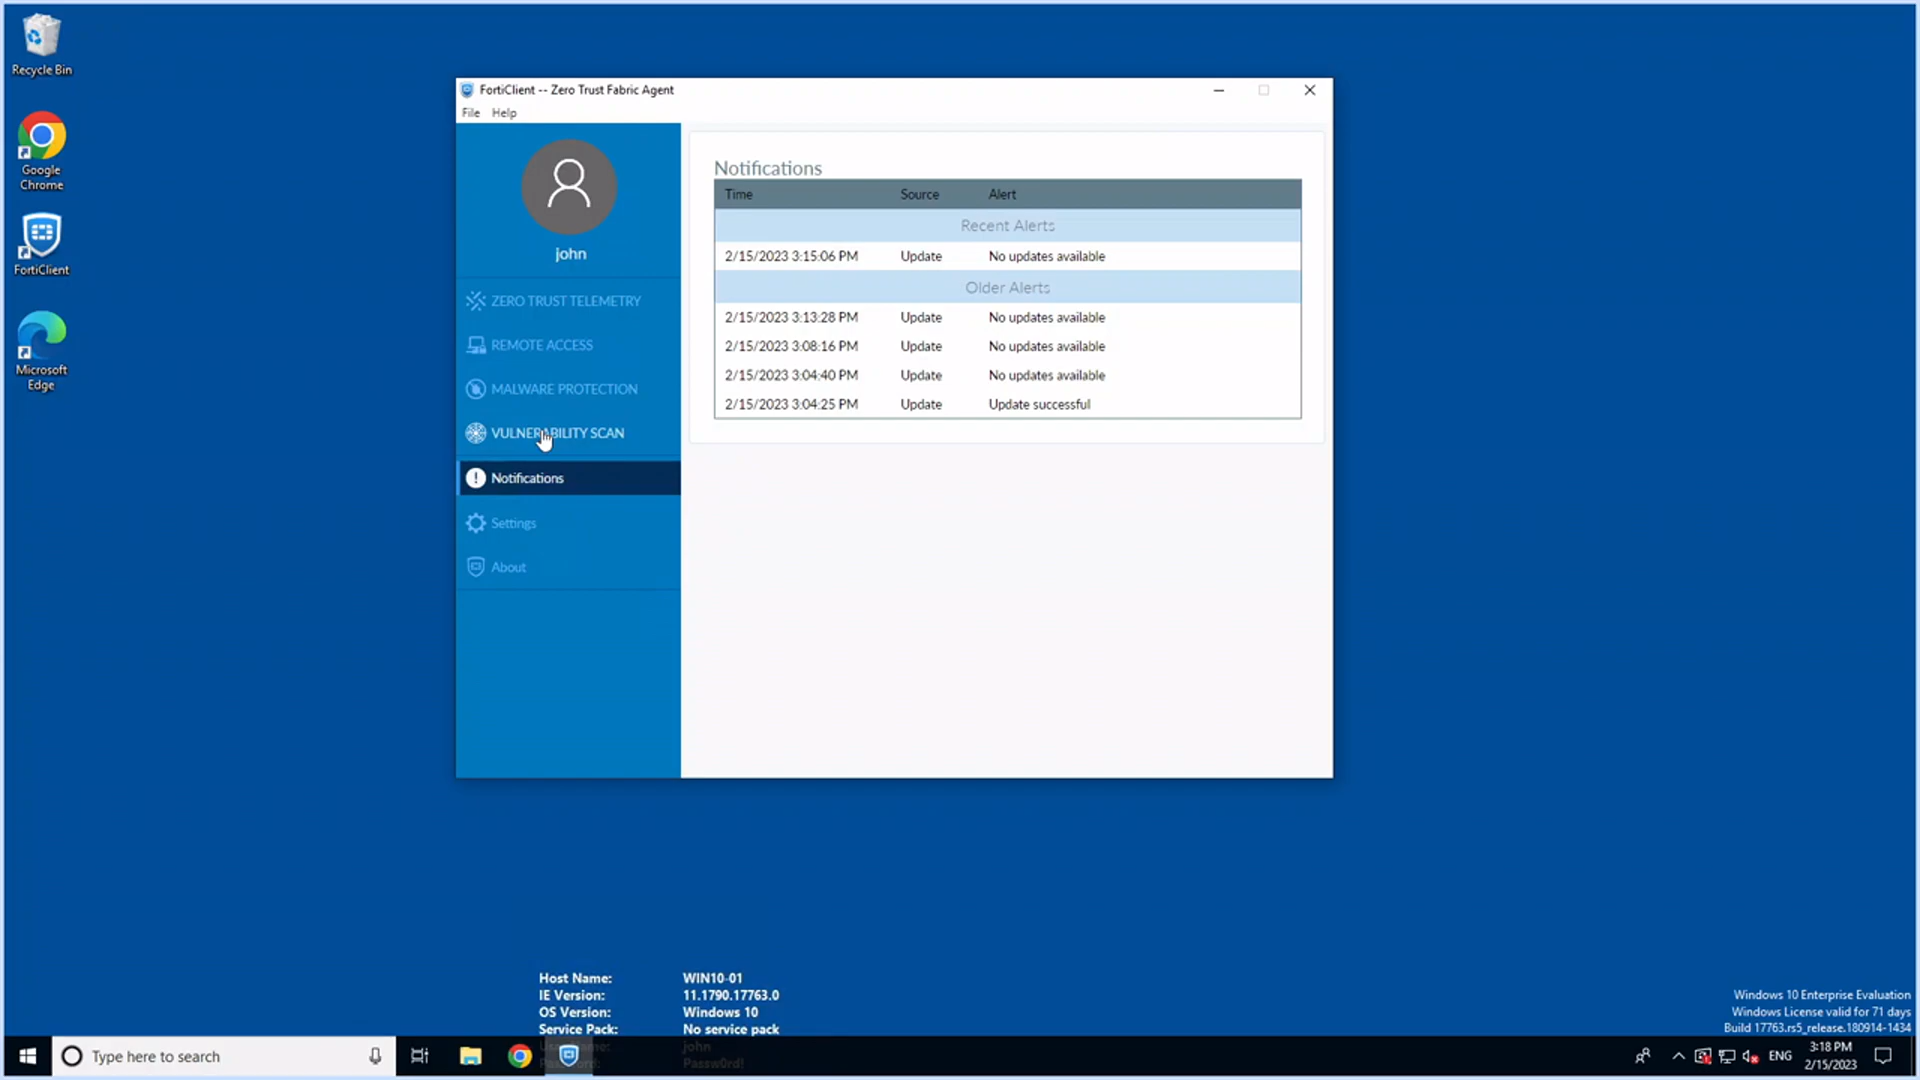 Recycle Bin
Google
Chrome
FortiClient
Microsoft
Edge
FortiClient -- Zero Trust Fabric Agent
File Help
john
ZERO TRUST TELEMETRY
REMOTE ACCESS
MALWARE PROTECTION
VULNERABILITY SCAN
Notifications
Settings
About
Notifications
Time Source Alert
Recent Alerts
2/15/2023 3:15:06 PM Update No updates available
Older Alerts
2/15/2023 3:13:28 PM Update No updates available
2/15/2023 3:08:16 PM Update No updates available
2/15/2023 3:04:40 PM Update No updates available
2/15/2023 3:04:25 PM Update Update successful
Host Name: WIN10-01
IE Version: 11.1790.17763.0
OS Version: Windows 10
Service Pack: No service pack
User Name: john
Password: Passw0rd!
Windows 10 Enterprise Evaluation
Windows License valid for 71 days
Build 17763.rs5_release.180914-1434
Type here to search
ENG
3:18 PM
2/15/2023